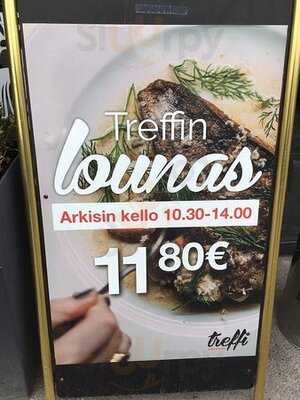 Treffin
lounas
Arkisin kello 10.30-14.00
11 80€
treffi